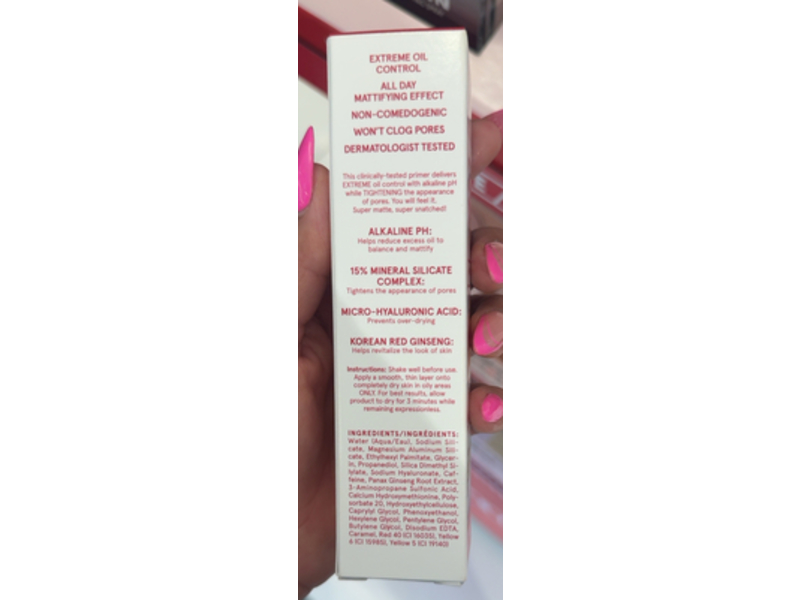 EXTREME OIL
CONTROL
ALL DAY
MATTIFYING EFFECT
NON-COMEDOGENIC
WON'T CLOG PORES
DERMATOLOGIST TESTED
This clinically-tested primer delivers
EXTREME oil control with alkaline pH
while TIGHTENING the appearance
of pores. You will feel it.
Super matte, super snatched!
ALKALINE PH:
Helps reduce excess oil to
balance and mattify
15% MINERAL SILICATE
COMPLEX:
Tightens the appearance of pores
MICRO-HYALURONIC ACID:
Prevents over-drying
KOREAN RED GINSENG:
Helps revitalize the look of skin
Instructions: Shake well before use.
Apply a smooth, thin layer onto
completely dry skin in oily areas
ONLY. For best results, allow
product to dry for 3 minutes while
remaining expressionless.
INGREDIENTS/INGRÉDIENTS:
Water (Aqua/Eau), Sodium Sili-
cate, Magnesium Aluminum Sili-
cate, Ethylhexyl Palmitate, Glycer-
in, Propanediol, Silica Dimethyl Si-
lylate, Sodium Hyaluronate, Caf-
feine, Panax Ginseng Root Extract,
3-Aminopropane Sulfonic Acid,
Calcium Hydroxymethionine, Poly-
sorbate 20, Hydroxyethylcellulose,
Caprylyl Glycol, Phenoxyethanol,
Hexylene Glycol, Pentylene Glycol,
Butylene Glycol, Disodium EDTA,
Caramel, Red 40 (CI 16035), Yellow
6 (CI 15985), Yellow 5 (CI 19140)